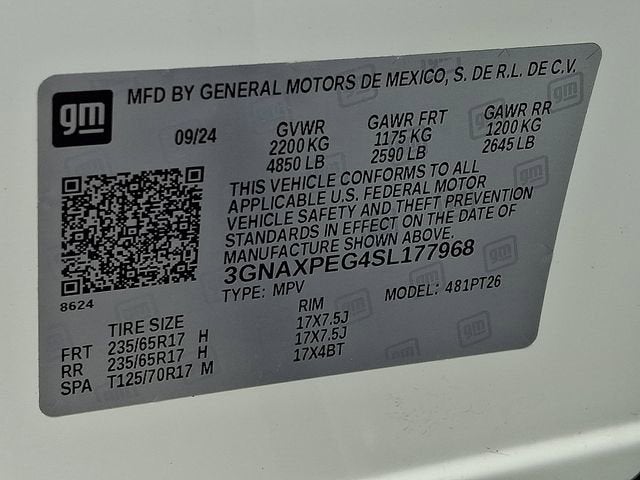 gm
MFD BY GENERAL MOTORS DE MEXICO, S. DE R.L. DE C.V.
09/24 GVWR GAWR FRT GAWR RR
2200 KG 1175 KG 1200 KG
4850 LB 2590 LB 2645 LB
THIS VEHICLE CONFORMS TO ALL
APPLICABLE U.S. FEDERAL MOTOR
VEHICLE SAFETY AND THEFT PREVENTION
STANDARDS IN EFFECT ON THE DATE OF
MANUFACTURE SHOWN ABOVE.
3GNAXPEG4SL177968
8624
TYPE: MPV MODEL: 481PT26
TIRE SIZE RIM
FRT 235/65R17 H 17X7.5J
RR 235/65R17 H 17X7.5J
SPA T125/70R17 M 17X4BT